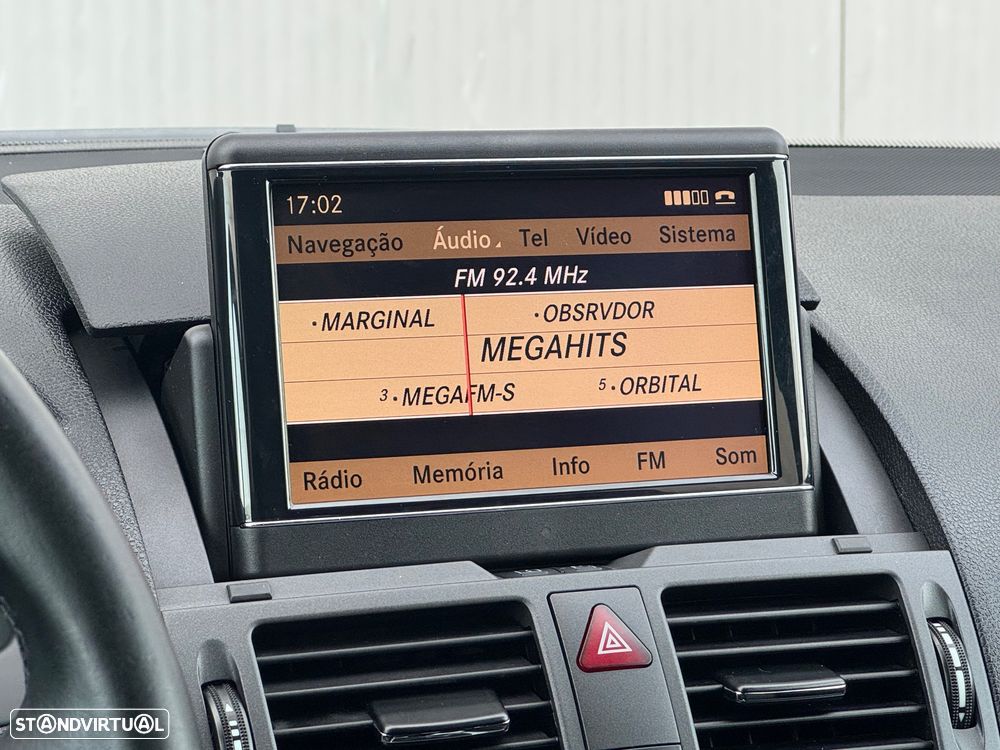 17:02
Navegação Áudio Tel Vídeo Sistema
FM 92.4 MHz
·MARGINAL ·OBSRVDOR
MEGAHITS
3·MEGAFM-S 5·ORBITAL
Rádio Memória Info FM Som
STANDVIRTUAL